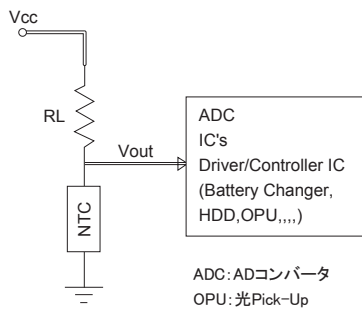 Vcc
RL
Vout
NTC
ADC
IC's
Driver/Controller IC
(Battery Changer,
HDD,OPU,,,,)
ADC:ADコンバータ
OPU:光Pick-Up